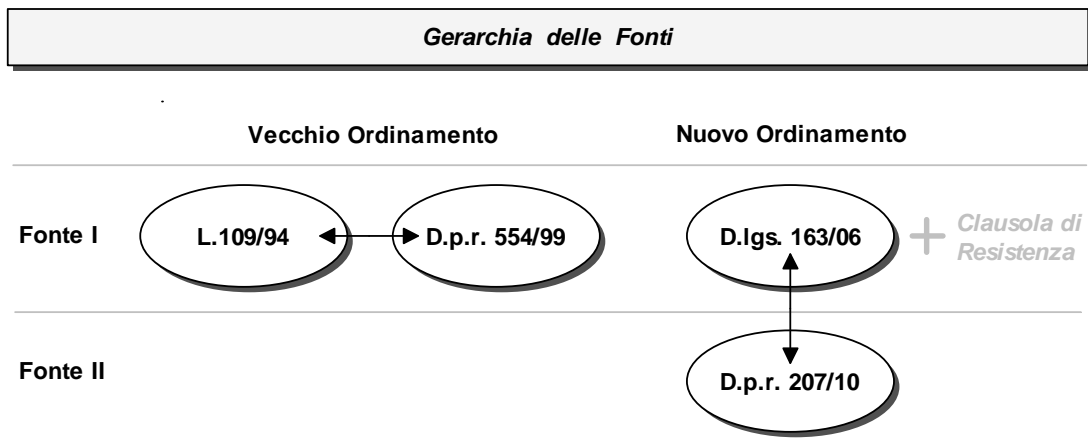 Gerarchia delle Fonti
Vecchio Ordinamento
Nuovo Ordinamento
Fonte I
L.109/94
D.p.r. 554/99
D.lgs. 163/06
Clausola di
Resistenza
Fonte II
D.p.r. 207/10